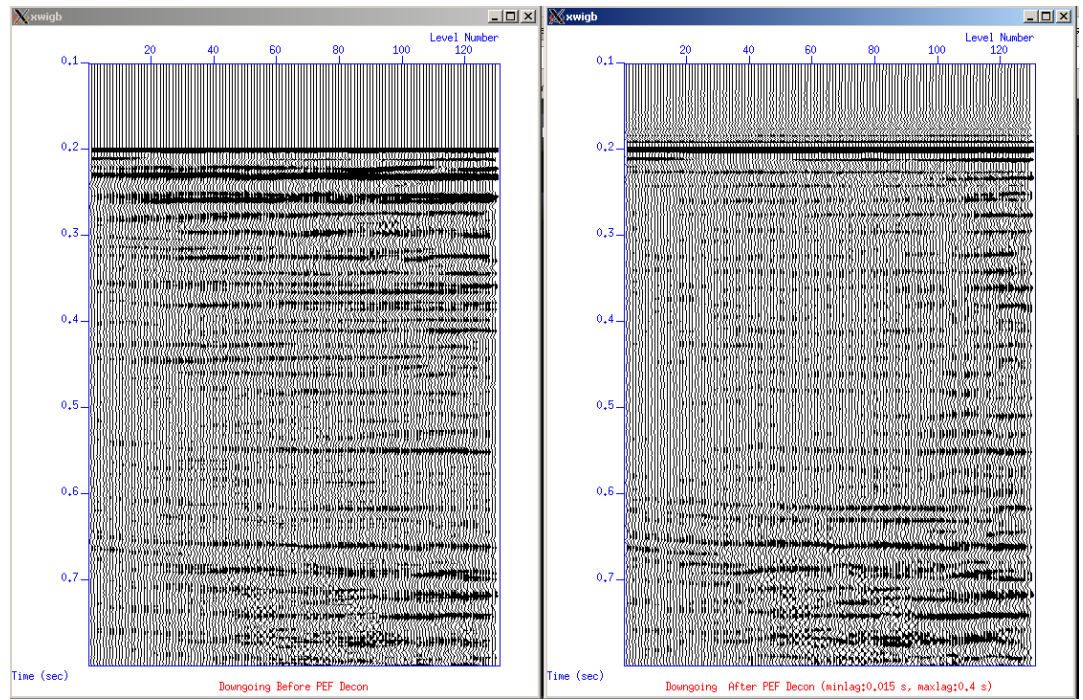 xwigb
Level Number
20 40 60 80 100 120
0.1
0.2
0.3
0.4
0.5
0.6
0.7
Time (sec)
Downgoing Before PEF Decon
xwigb
Level Number
20 40 60 80 100 120
0.1
0.2
0.3
0.4
0.5
0.6
0.7
Time (sec)
Downgoing After PEF Decon (minlag:0.015 s, maxlag:0.4 s)